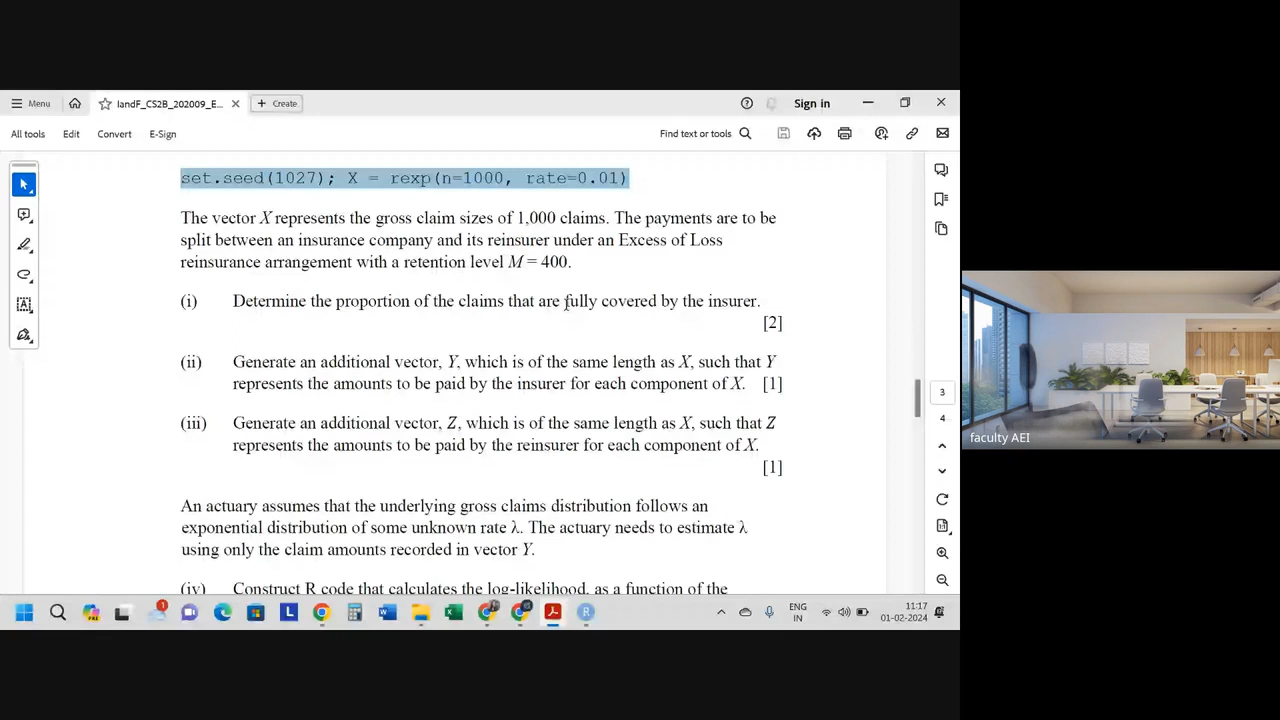 Menu
IandF_CS2B_202009_E...
Create
Sign in
All tools
Edit
Convert
E-Sign
Find text or tools
set.seed(1027); X = rexp(n=1000, rate=0.01)
The vector X represents the gross claim sizes of 1,000 claims. The payments are to be
split between an insurance company and its reinsurer under an Excess of Loss
reinsurance arrangement with a retention level M = 400.
(i) Determine the proportion of the claims that are fully covered by the insurer.
[2]
(ii) Generate an additional vector, Y, which is of the same length as X, such that Y
represents the amounts to be paid by the insurer for each component of X. [1]
(iii) Generate an additional vector, Z, which is of the same length as X, such that Z
represents the amounts to be paid by the reinsurer for each component of X.
[1]
An actuary assumes that the underlying gross claims distribution follows an
exponential distribution of some unknown rate λ. The actuary needs to estimate λ
using only the claim amounts recorded in vector Y.
(iv) Construct R code that calculates the log-likelihood, as a function of the
3
4
faculty AEI
1
ENG
IN
11:17
01-02-2024